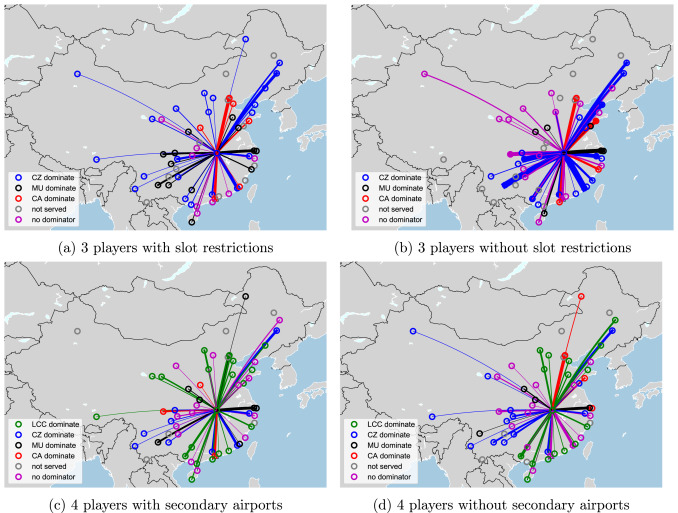 CZ dominate
MU dominate
CA dominate
not served
no dominator
(a) 3 players with slot restrictions
CZ dominate
MU dominate
CA dominate
not served
no dominator
(b) 3 players without slot restrictions
LCC dominate
CZ dominate
MU dominate
CA dominate
not served
no dominator
(c) 4 players with secondary airports
LCC dominate
CZ dominate
MU dominate
CA dominate
not served
no dominator
(d) 4 players without secondary airports